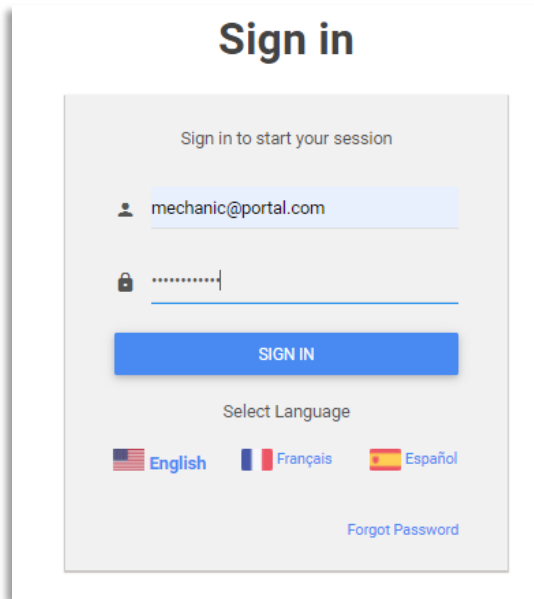 Sign in
Sign in to start your session
mechanic@portal.com
••••••••••••
SIGN IN
Select Language
English Français Español
Forgot Password